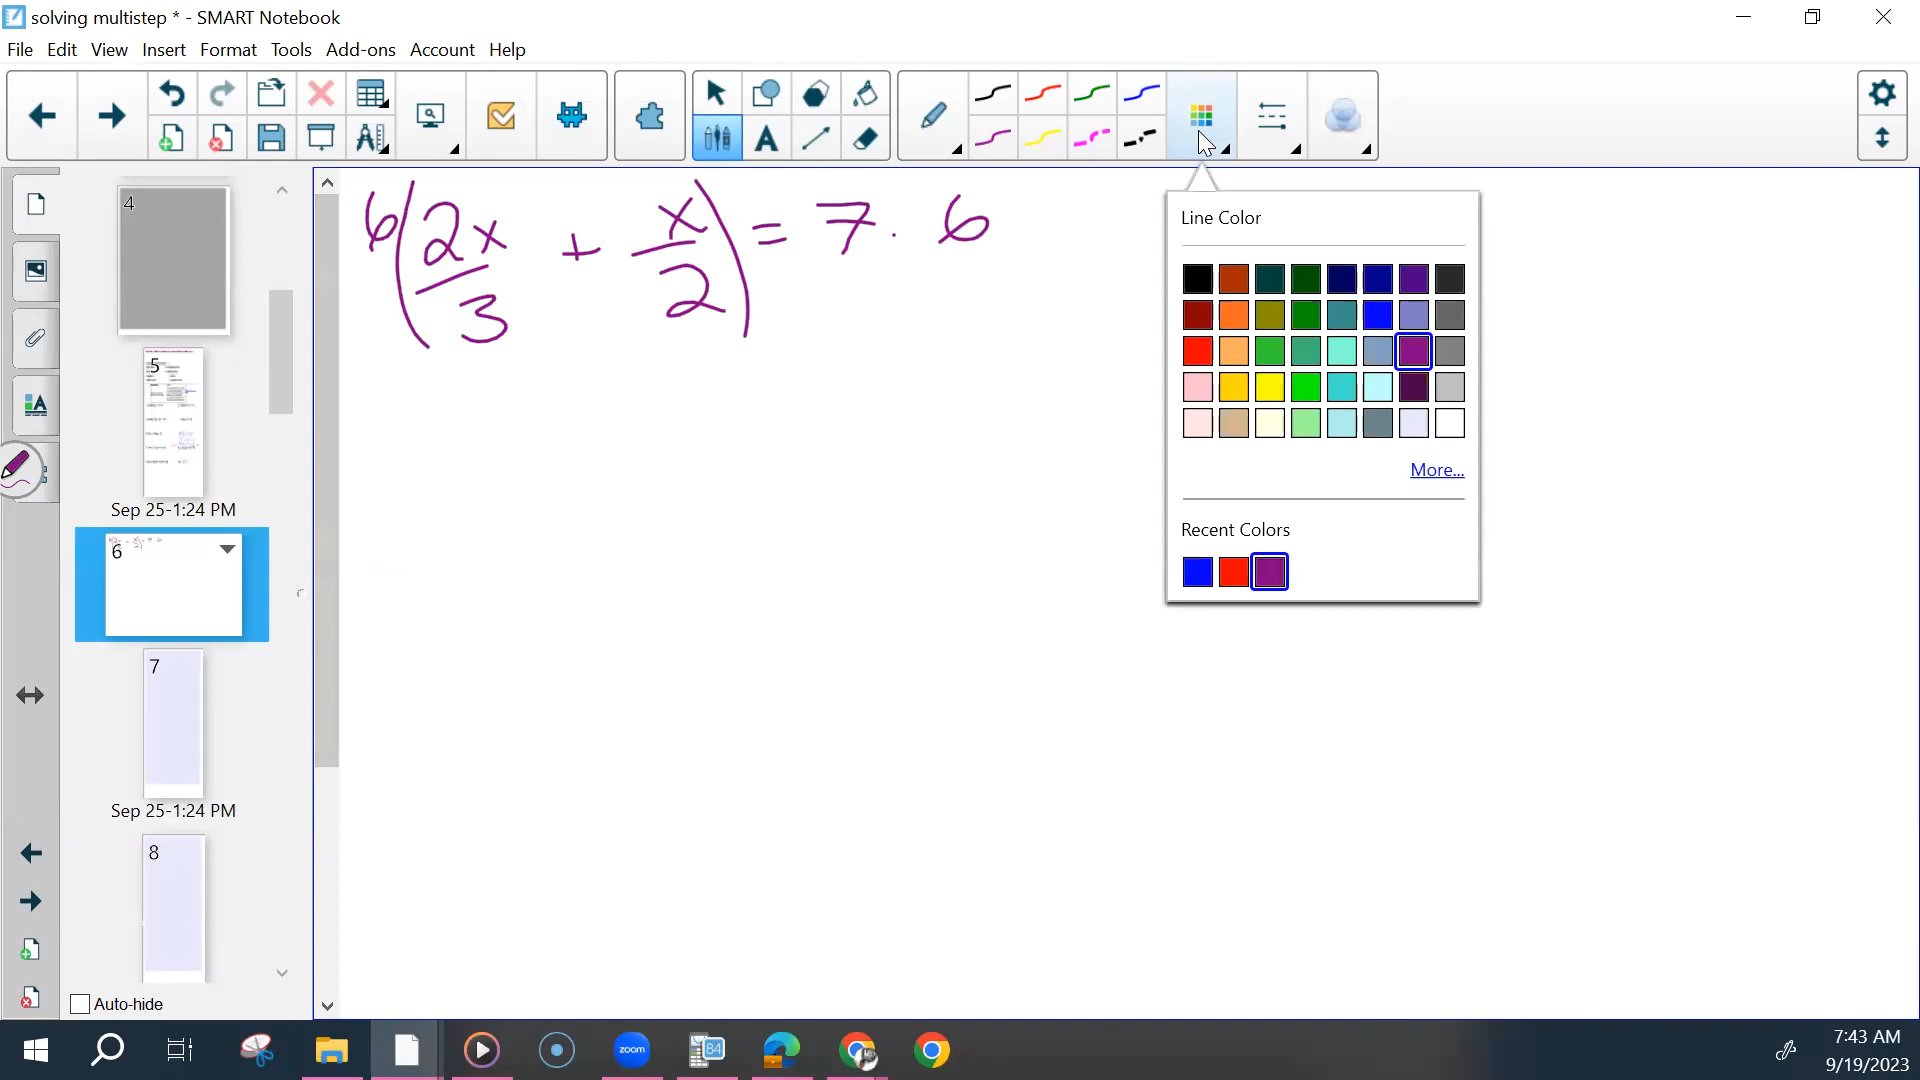 solving multistep * - SMART Notebook
File Edit View Insert Format Tools Add-ons Account Help
4
5
Sep 25-1:24 PM
6
7
Sep 25-1:24 PM
8
Auto-hide
6(2x/3 + x/2) = 7 · 6
Line Color
More...
Recent Colors
zoom
84
7:43 AM
9/19/2023